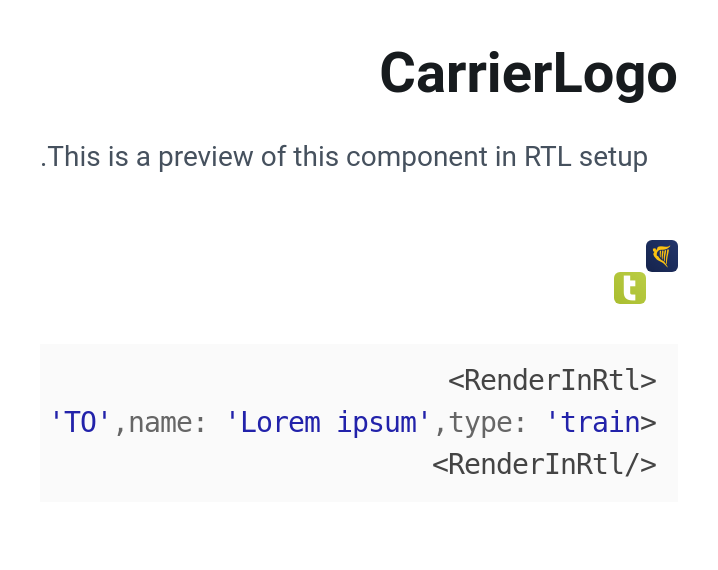 CarrierLogo
.This is a preview of this component in RTL setup
t
<RenderInRtl>
'TO',name: 'Lorem ipsum',type: 'train>
<RenderInRtl/>